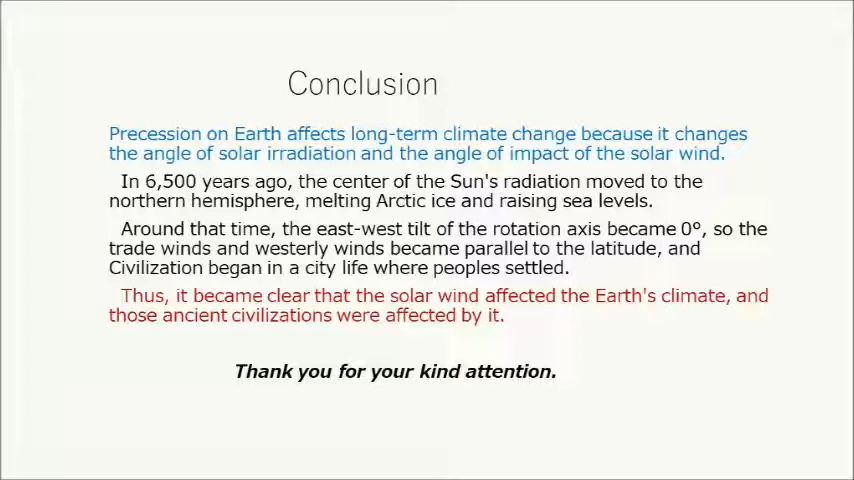 Conclusion
Precession on Earth affects long-term climate change because it changes
the angle of solar irradiation and the angle of impact of the solar wind.
In 6,500 years ago, the center of the Sun's radiation moved to the
northern hemisphere, melting Arctic ice and raising sea levels.
Around that time, the east-west tilt of the rotation axis became 0°, so the
trade winds and westerly winds became parallel to the latitude, and
Civilization began in a city life where peoples settled.
Thus, it became clear that the solar wind affected the Earth's climate, and
those ancient civilizations were affected by it.
Thank you for your kind attention.